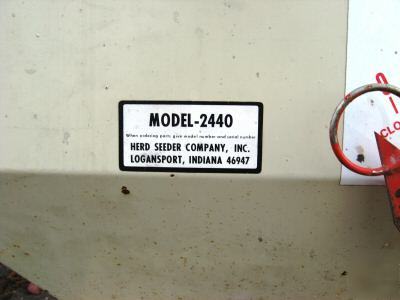 MODEL-2440
When ordering parts give model number and serial number
HERD SEEDER COMPANY, INC.
LOGANSPORT, INDIANA 46947